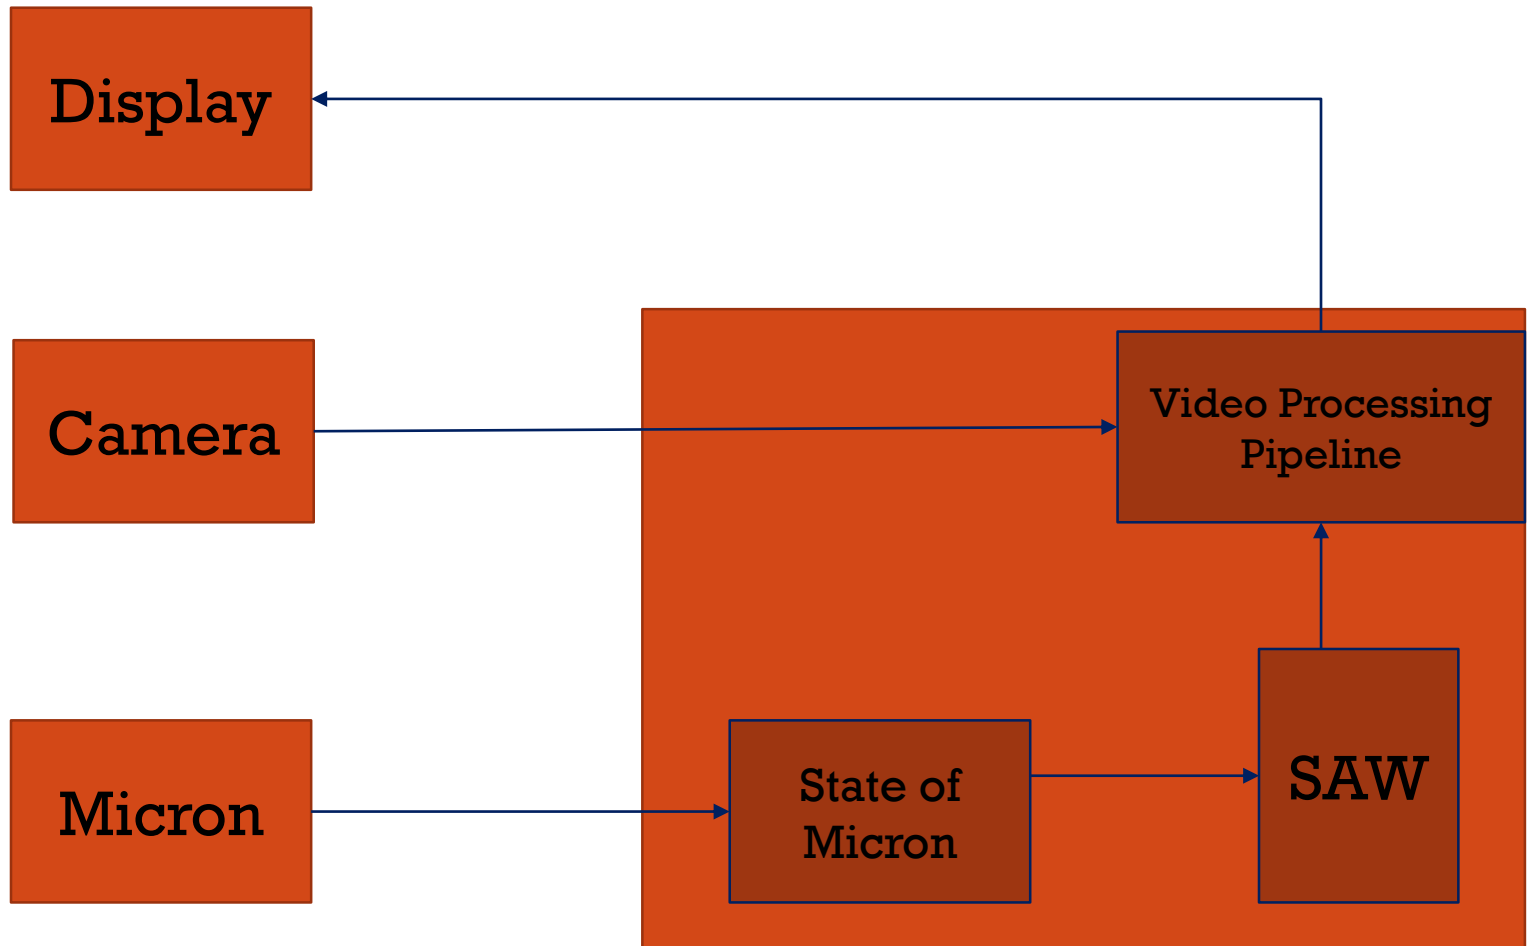 Display
Camera
Video Processing
Pipeline
Micron
State of
Micron
SAW